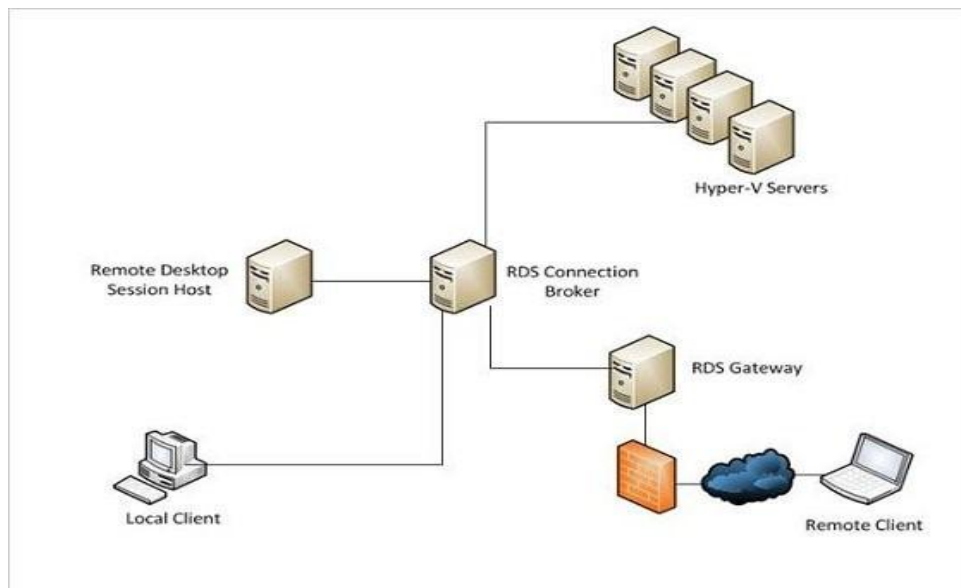 Hyper-V Servers
Remote Desktop
Session Host
RDS Connection
Broker
RDS Gateway
Local Client
Remote Client